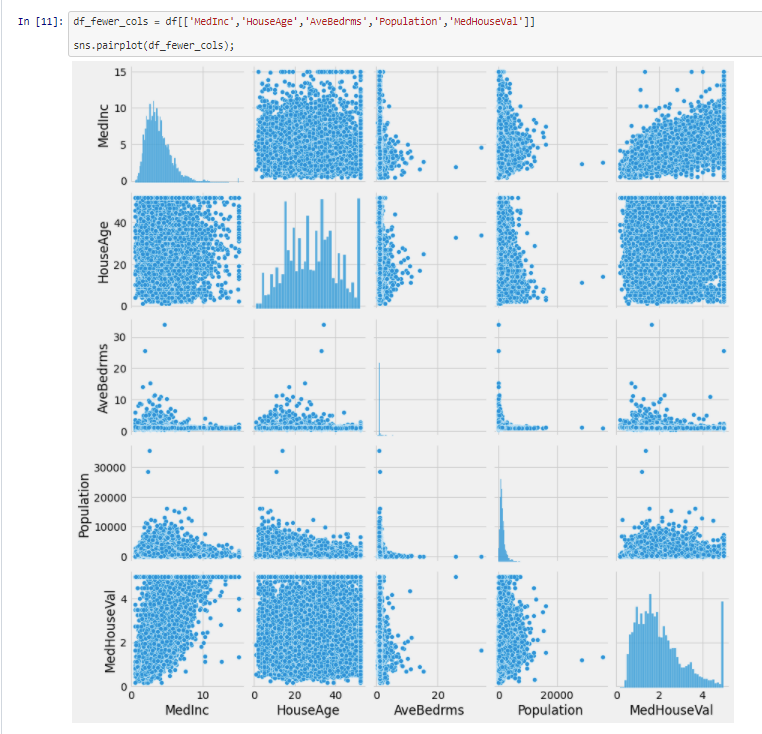 In [11]: df_fewer_cols = df[['MedInc','HouseAge','AveBedrms','Population','MedHouseVal']]
sns.pairplot(df_fewer_cols);
MedInc
15
10
5
0
HouseAge
40
20
0
AveBedrms
30
20
10
0
Population
30000
20000
10000
0
MedHouseVal
4
2
0
0 10
0 20 40
0 20
0 20000
0 2 4
MedInc
HouseAge
AveBedrms
Population
MedHouseVal